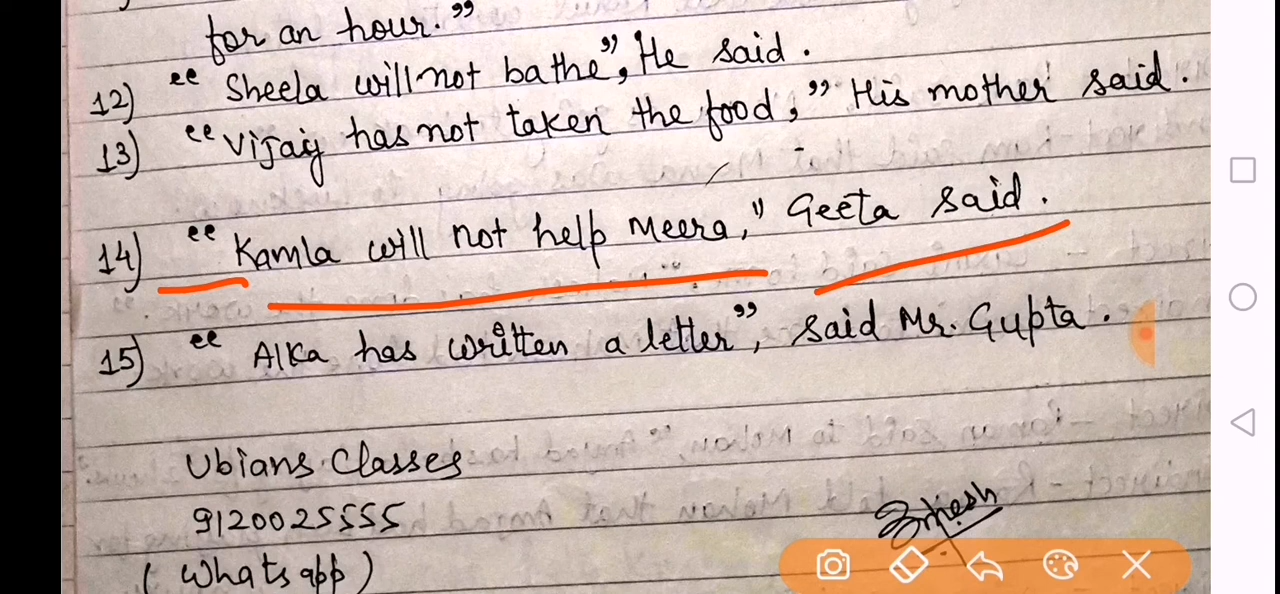 for an hour.”
12) “ Sheela will not bathe”, He said.
13) “Vijay has not taken the food,” His mother said.
14) “ Kamla will not help Meera,” Geeta said.
15) “ Alka has written a letter”, said Mr. Gupta.
Ubians Classes
9120025555
(Whatsapp)